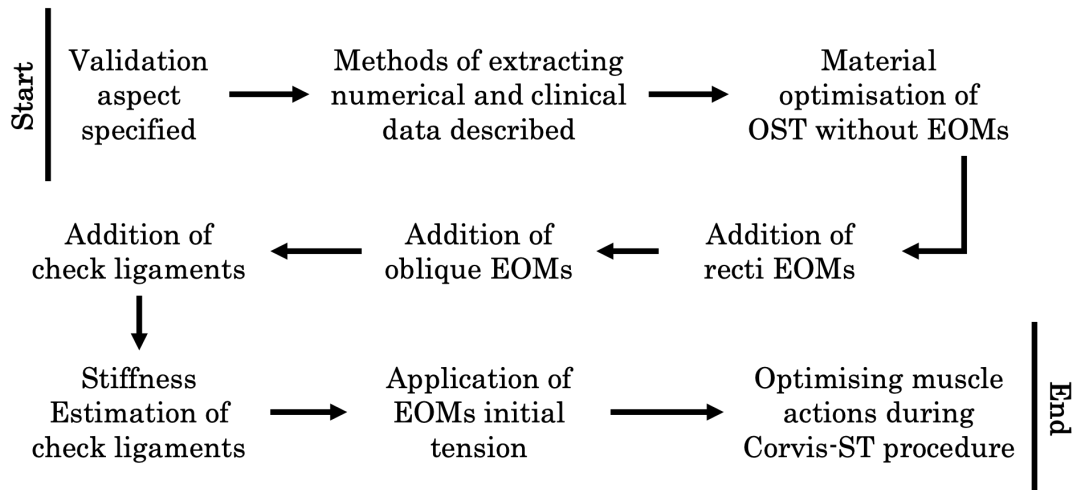 Start
Validation
aspect
specified
Methods of extracting
numerical and clinical
data described
Material
optimisation of
OST without EOMs
Addition of
recti EOMs
Addition of
oblique EOMs
Addition of
check ligaments
Stiffness
Estimation of
check ligaments
Application of
EOMs initial
tension
Optimising muscle
actions during
Corvis-ST procedure
End